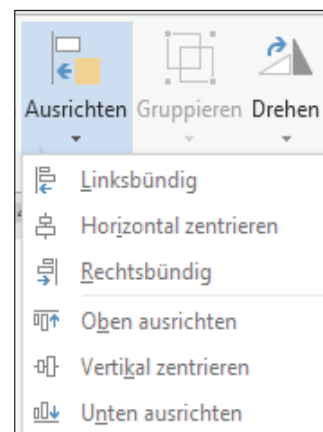 Ausrichten Gruppieren Drehen
Linksbündig
Horizontal zentrieren
Rechtsbündig
Oben ausrichten
Vertikal zentrieren
Unten ausrichten